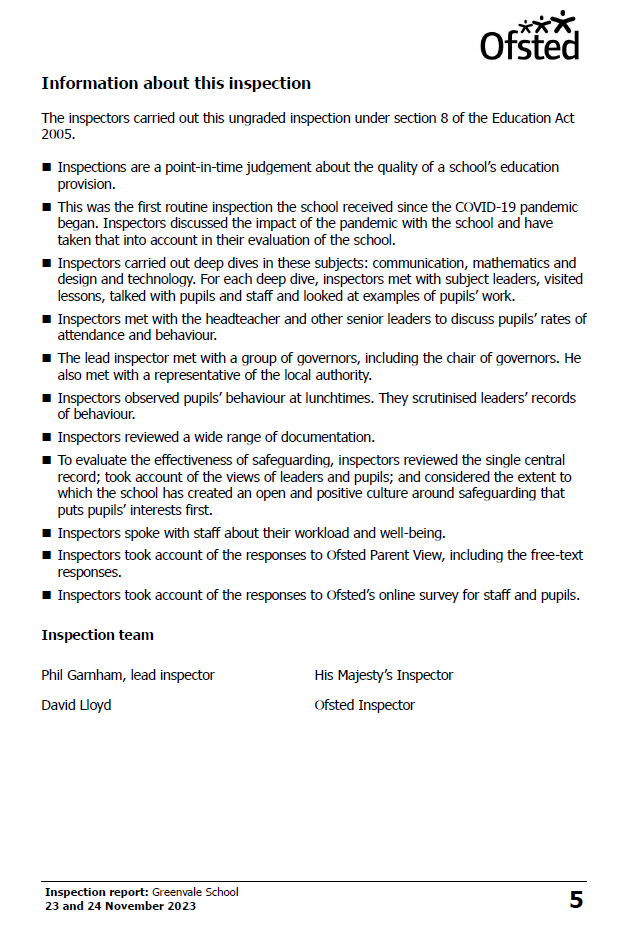 Ofsted
Information about this inspection
The inspectors carried out this ungraded inspection under section 8 of the Education Act
2005.
■ Inspections are a point-in-time judgement about the quality of a school’s education
provision.
■ This was the first routine inspection the school received since the COVID-19 pandemic
began. Inspectors discussed the impact of the pandemic with the school and have
taken that into account in their evaluation of the school.
■ Inspectors carried out deep dives in these subjects: communication, mathematics and
design and technology. For each deep dive, inspectors met with subject leaders, visited
lessons, talked with pupils and staff and looked at examples of pupils’ work.
■ Inspectors met with the headteacher and other senior leaders to discuss pupils’ rates of
attendance and behaviour.
■ The lead inspector met with a group of governors, including the chair of governors. He
also met with a representative of the local authority.
■ Inspectors observed pupils’ behaviour at lunchtimes. They scrutinised leaders’ records
of behaviour.
■ Inspectors reviewed a wide range of documentation.
■ To evaluate the effectiveness of safeguarding, inspectors reviewed the single central
record; took account of the views of leaders and pupils; and considered the extent to
which the school has created an open and positive culture around safeguarding that
puts pupils’ interests first.
■ Inspectors spoke with staff about their workload and well-being.
■ Inspectors took account of the responses to Ofsted Parent View, including the free-text
responses.
■ Inspectors took account of the responses to Ofsted’s online survey for staff and pupils.
Inspection team
Phil Garnham, lead inspector His Majesty’s Inspector
David Lloyd Ofsted Inspector
Inspection report: Greenvale School
23 and 24 November 2023 5